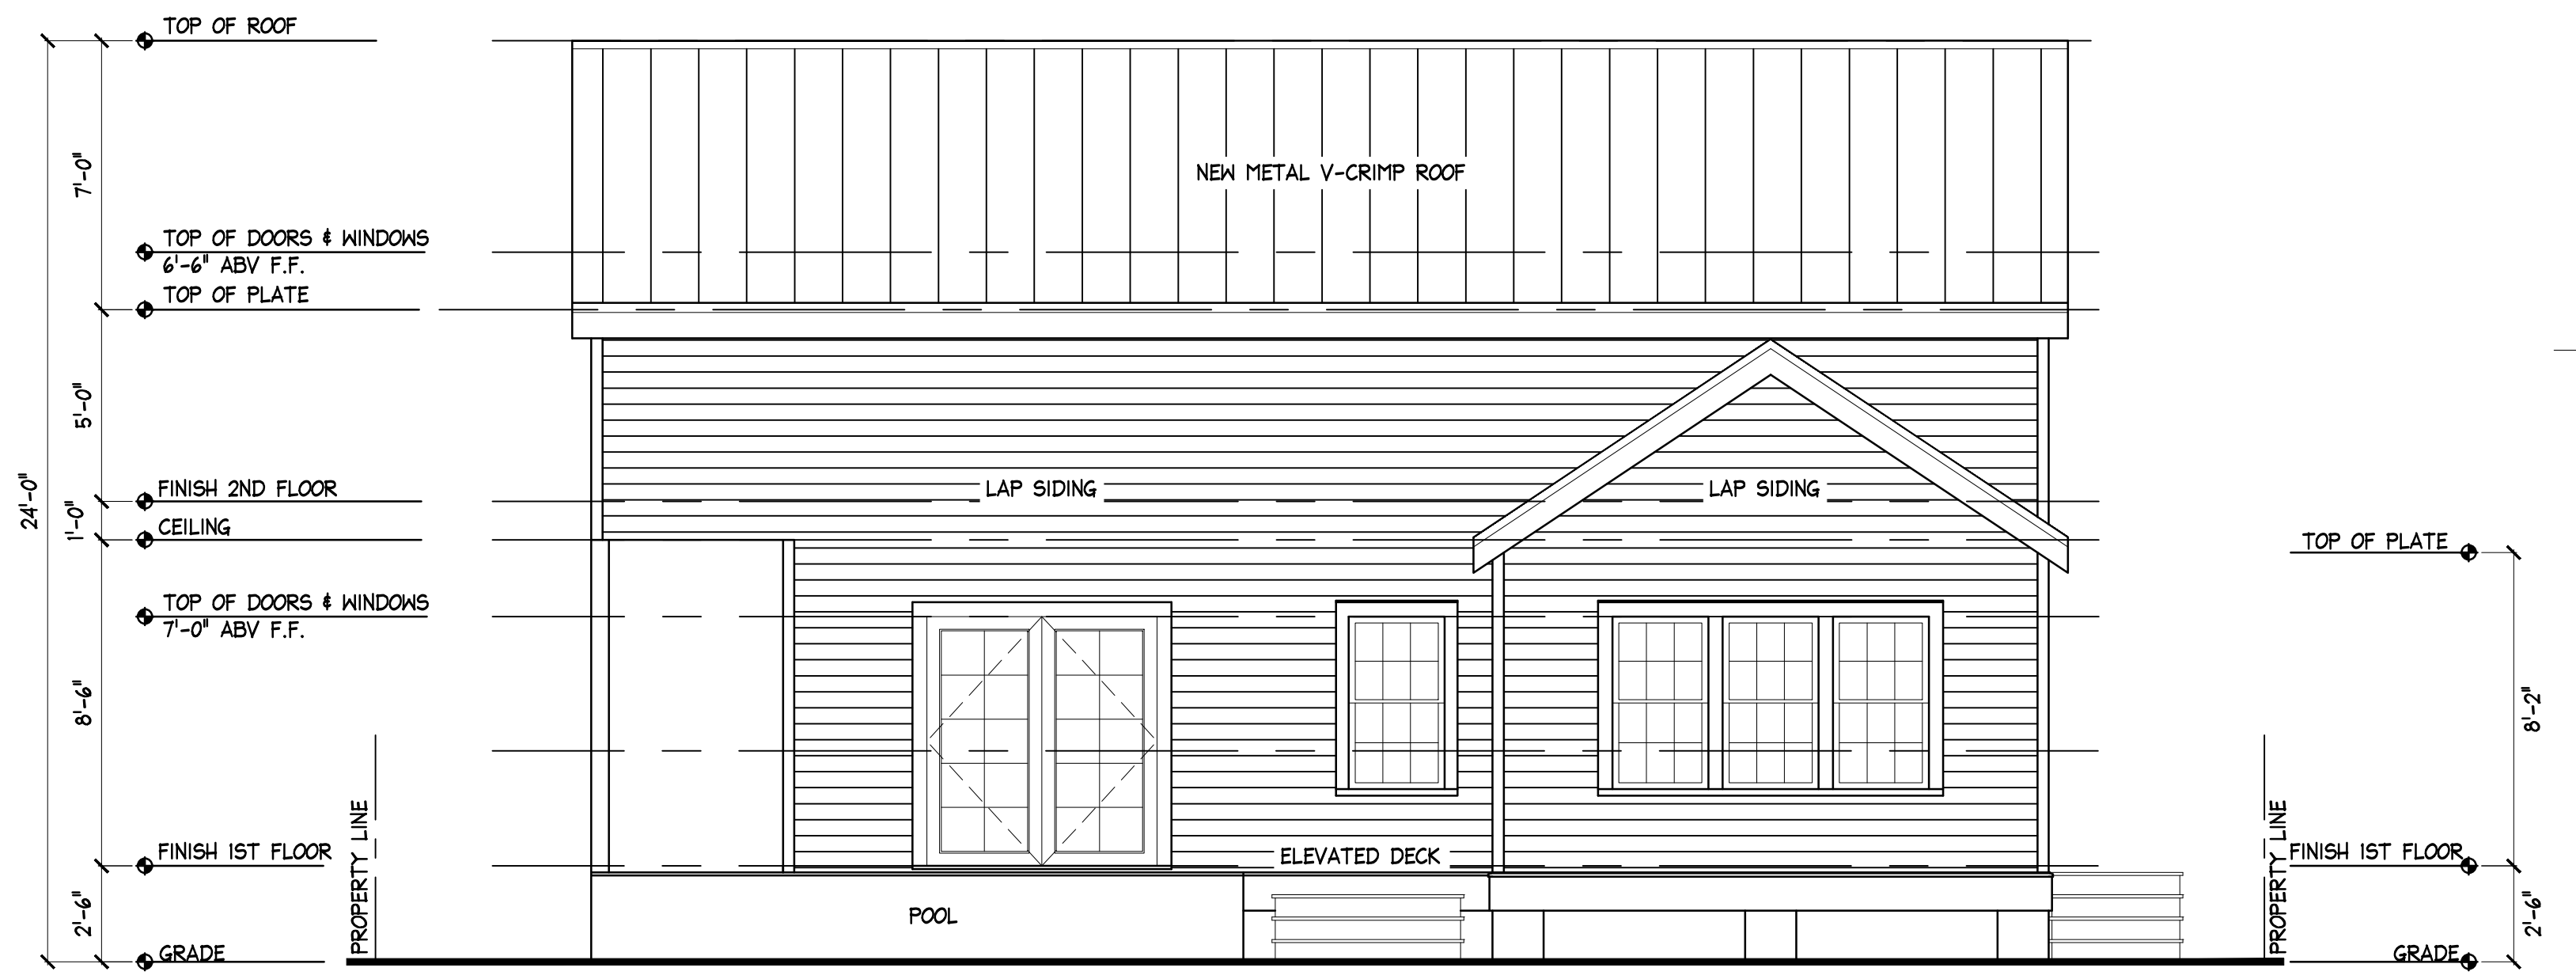 TOP OF ROOF
7'-0"
NEW METAL V-CRIMP ROOF
TOP OF DOORS & WINDOWS
6'-6" ABV F.F.
TOP OF PLATE
5'-0"
24'-0"
FINISH 2ND FLOOR
LAP SIDING
LAP SIDING
1'-0"
CEILING
TOP OF PLATE
TOP OF DOORS & WINDOWS
7'-0" ABV F.F.
8'-6"
8'-2"
PROPERTY LINE
PROPERTY LINE
FINISH 1ST FLOOR
ELEVATED DECK
FINISH 1ST FLOOR
2'-6"
POOL
2'-6"
GRADE
GRADE